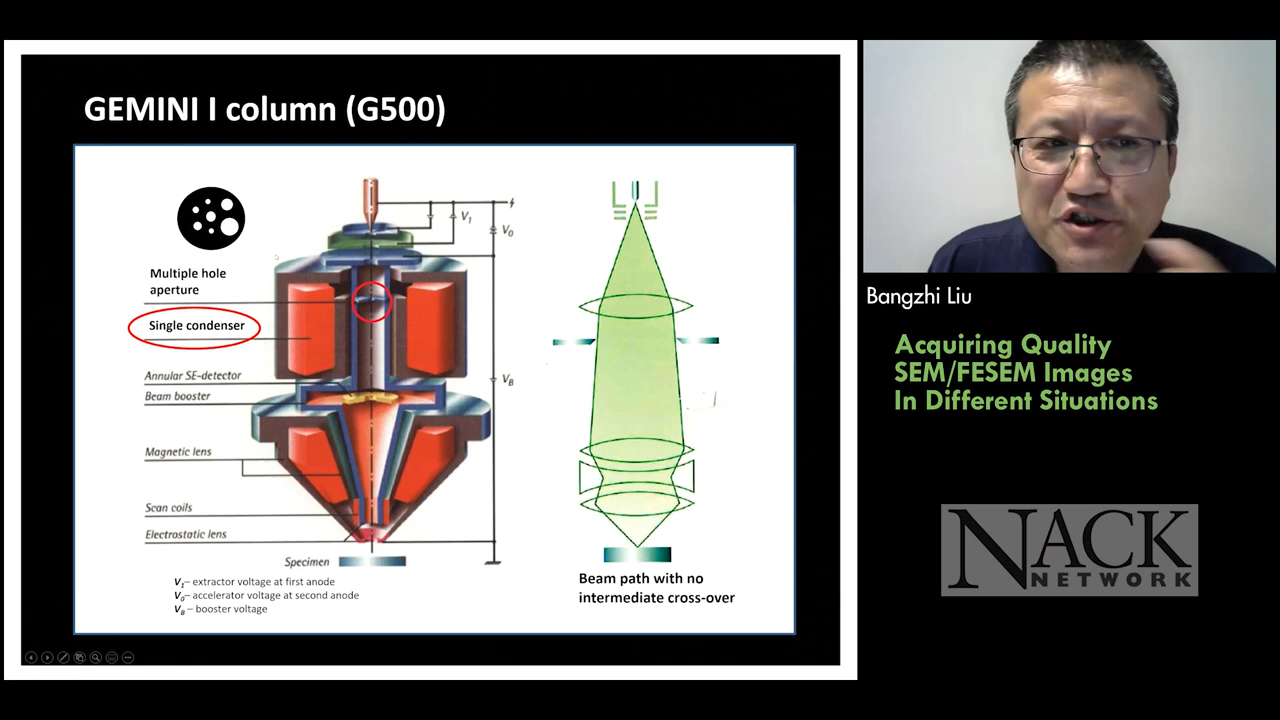 GEMINI I column (G500)
Multiple hole
aperture
Single condenser
Annular SE-detector
Beam booster
Magnetic lens
Scan coils
Electrostatic lens
Specimen
V1
V0
VB
V1– extractor voltage at first anode
V0– accelerator voltage at second anode
VB – booster voltage
Beam path with no
intermediate cross-over
Bangzhi Liu
Acquiring Quality
SEM/FESEM Images
In Different Situations
NACK
NETWORK